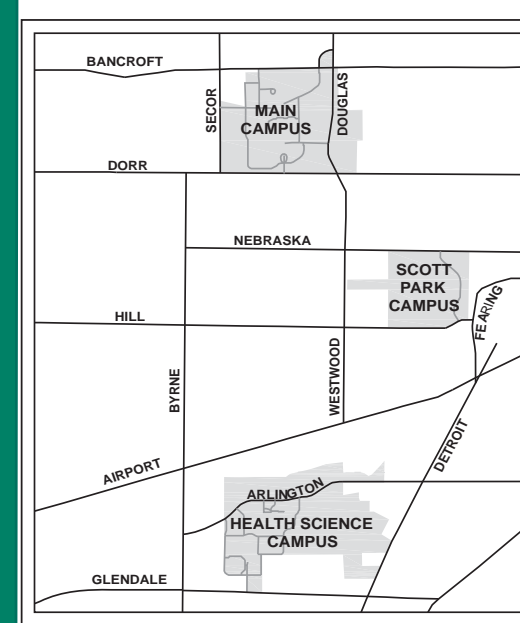 BANCROFT
SECOR
MAIN
CAMPUS
DOUGLAS
DORR
NEBRASKA
SCOTT
PARK
CAMPUS
FEARING
HILL
BYRNE
WESTWOOD
DETROIT
AIRPORT
ARLINGTON
HEALTH SCIENCE
CAMPUS
GLENDALE